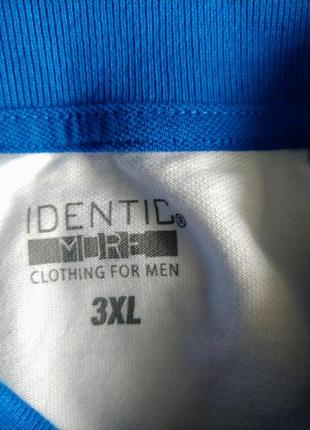 IDENTIC®
MORE
CLOTHING FOR MEN
3XL